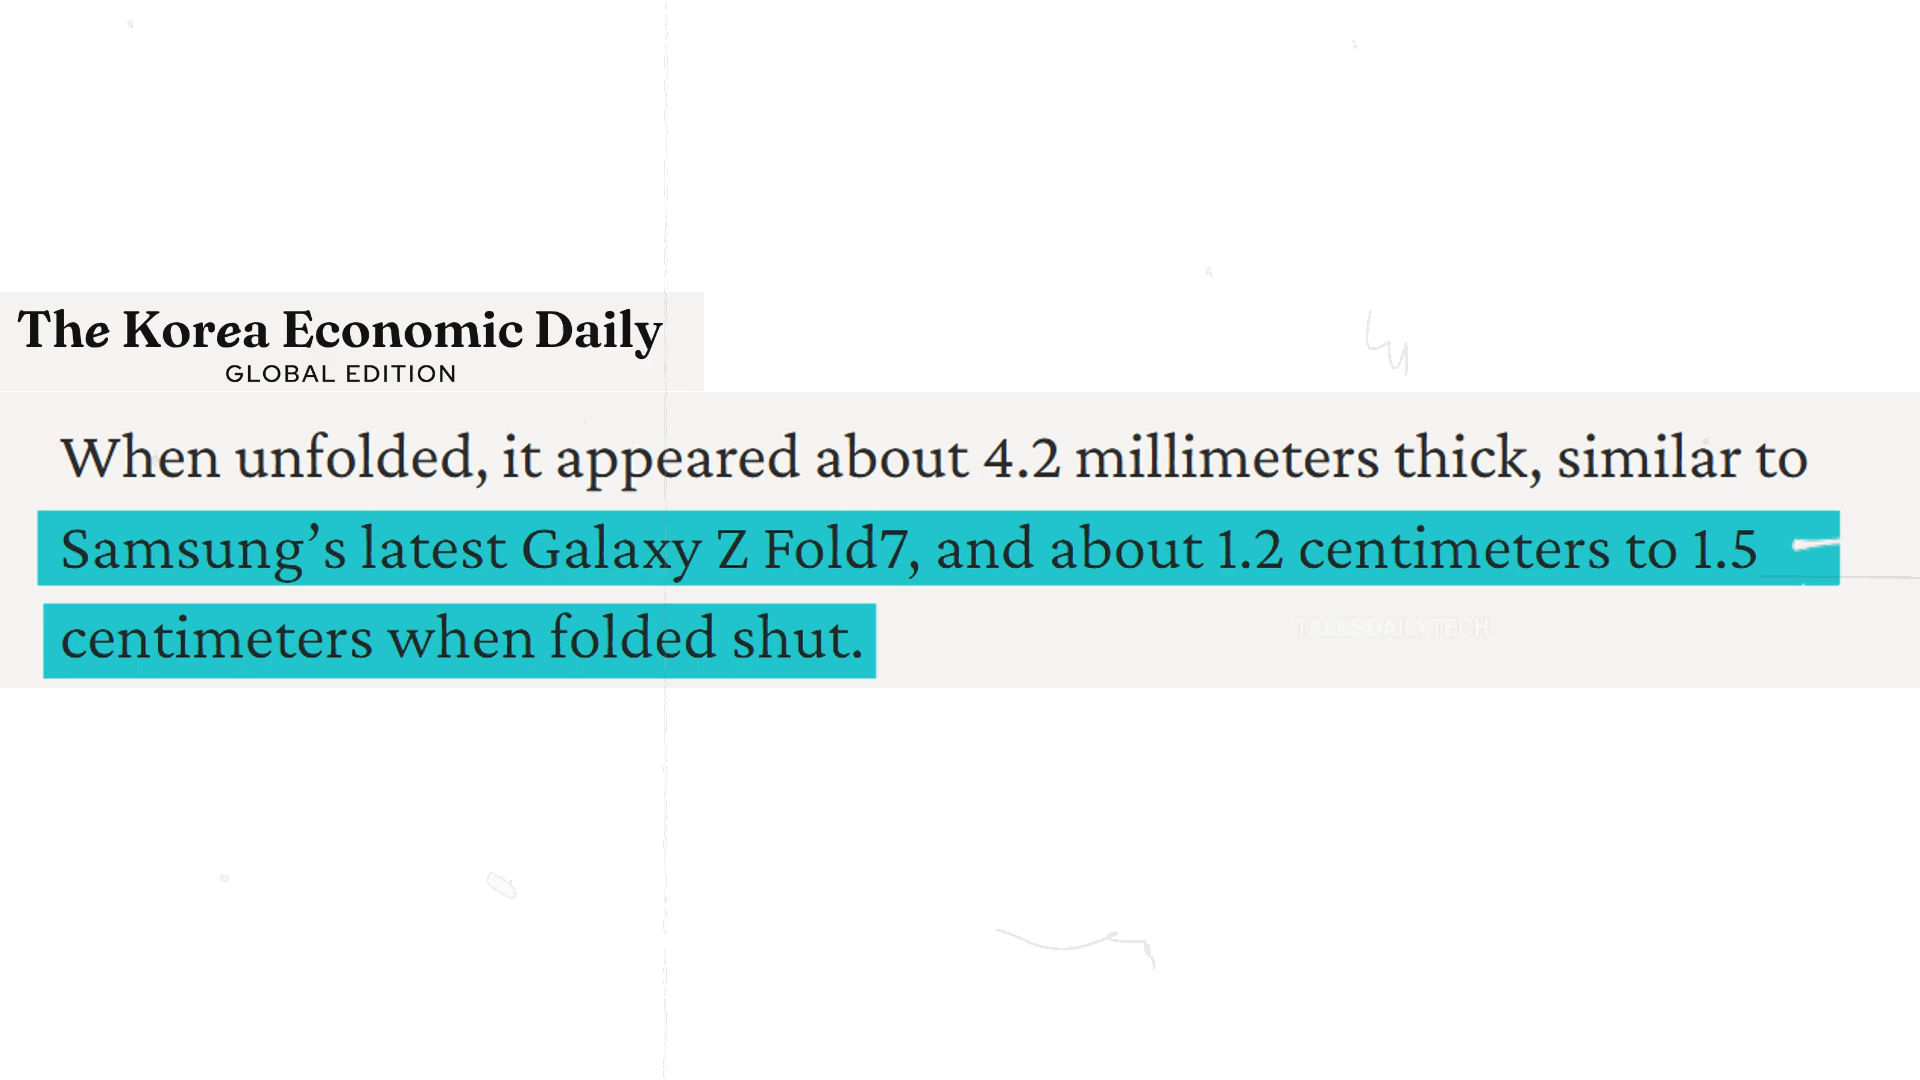 The Korea Economic Daily
GLOBAL EDITION
When unfolded, it appeared about 4.2 millimeters thick, similar to
Samsung’s latest Galaxy Z Fold7, and about 1.2 centimeters to 1.5
centimeters when folded shut.
TALKSDAILYTECH